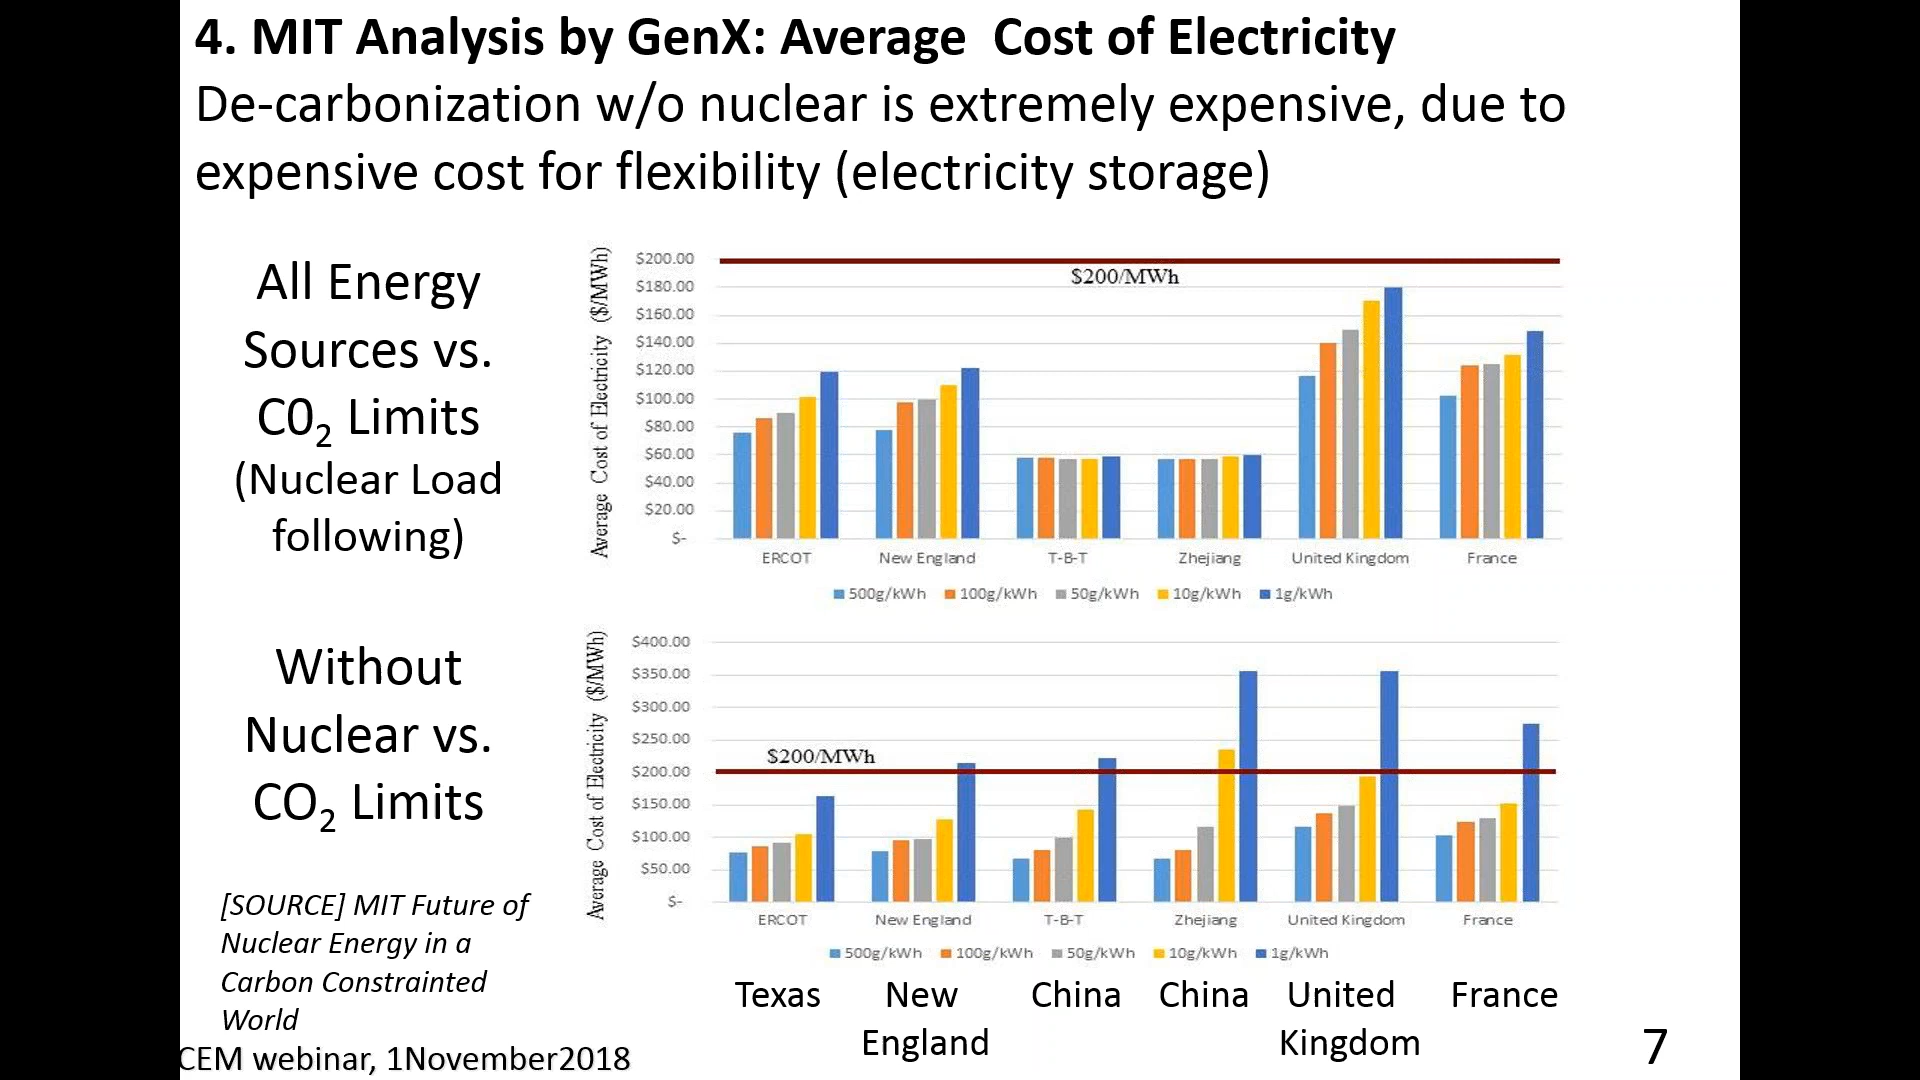 4. MIT Analysis by GenX: Average  Cost of Electricity
De-carbonization w/o nuclear is extremely expensive, due to
expensive cost for flexibility (electricity storage)
All Energy
Sources vs.
C0₂ Limits
(Nuclear Load
following)
Average Cost of Electricity ($/MWh)
$200.00
$180.00
$160.00
$140.00
$120.00
$100.00
$80.00
$60.00
$40.00
$20.00
$-
$200/MWh
ERCOT New England T-B-T Zhejiang United Kingdom France
500g/kWh 100g/kWh 50g/kWh 10g/kWh 1g/kWh
Without
Nuclear vs.
CO₂ Limits
Average Cost of Electricity ($/MWh)
$400.00
$350.00
$300.00
$250.00
$200.00
$150.00
$100.00
$50.00
$-
$200/MWh
ERCOT New England T-B-T Zhejiang United Kingdom France
500g/kWh 100g/kWh 50g/kWh 10g/kWh 1g/kWh
Texas New China China United France
England Kingdom
[SOURCE] MIT Future of
Nuclear Energy in a
Carbon Constrainted
World
CEM webinar, 1November2018
7